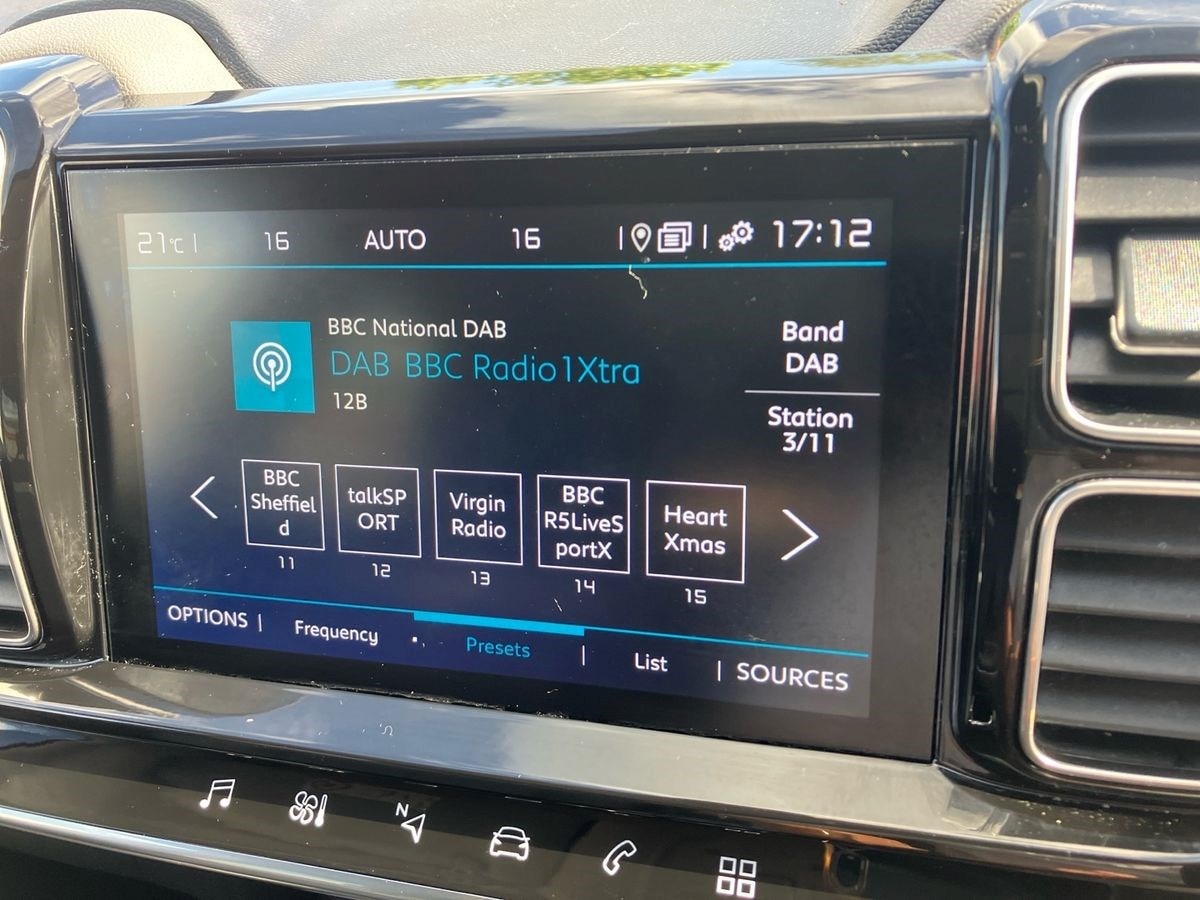 21°C | 16 AUTO 16 | | 17:12
BBC National DAB
DAB BBC Radio1Xtra
12B
Band
DAB
Station
3/11
BBC
Sheffiel
d
11
talkSP
ORT
12
Virgin
Radio
13
BBC
R5LiveS
portX
14
Heart
Xmas
15
OPTIONS | Frequency Presets | List | SOURCES
N